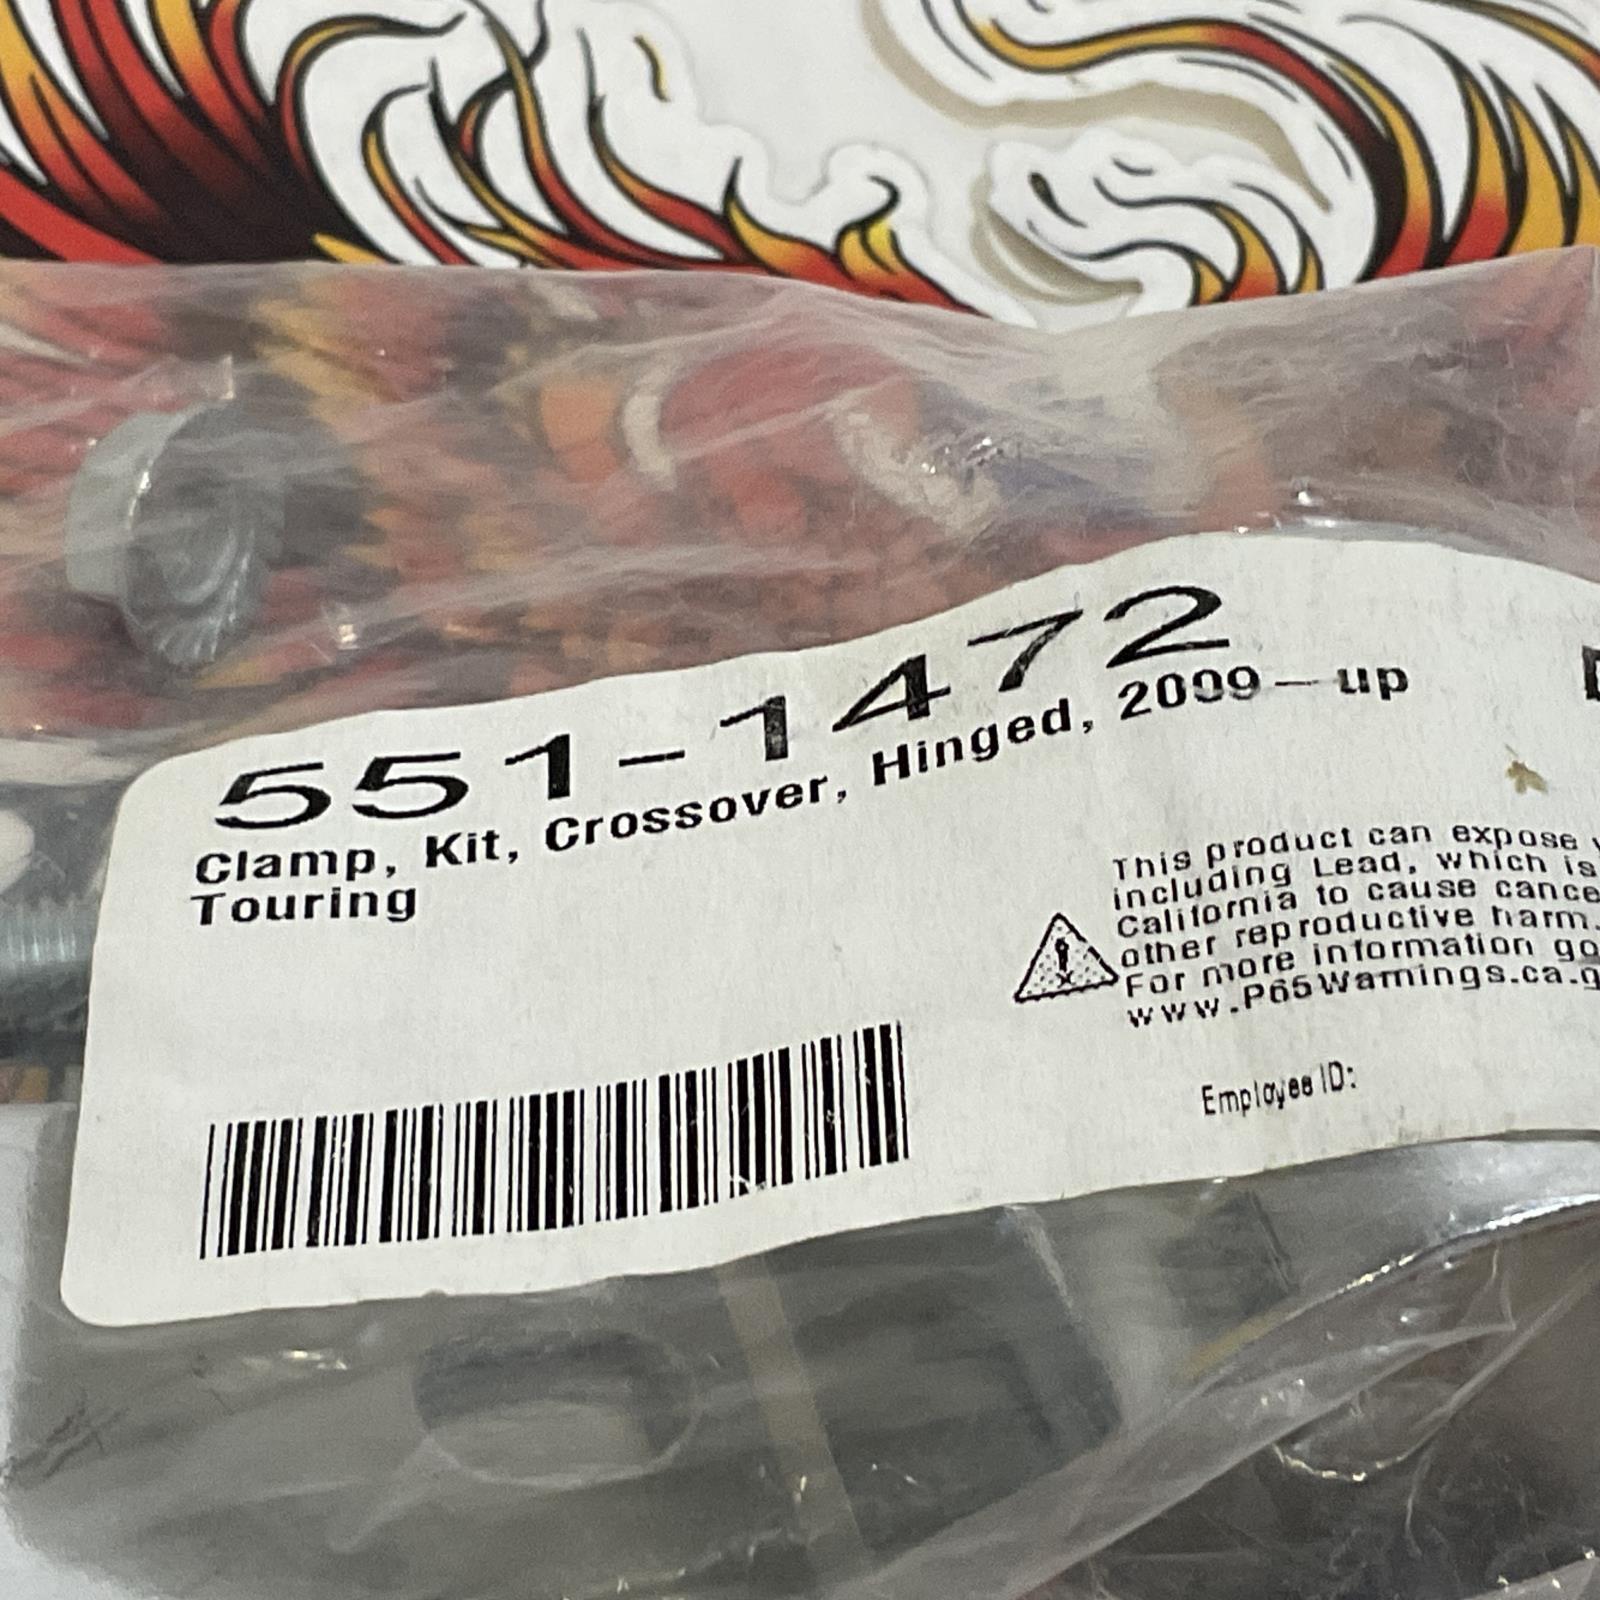 551-1472
Clamp, Kit, Crossover, Hinged, 2009-up
Touring
This product can expose
including Lead, which is
California to cause cance
other reproductive harm.
For more information go
www.P65Warnings.ca.g
Employee ID: